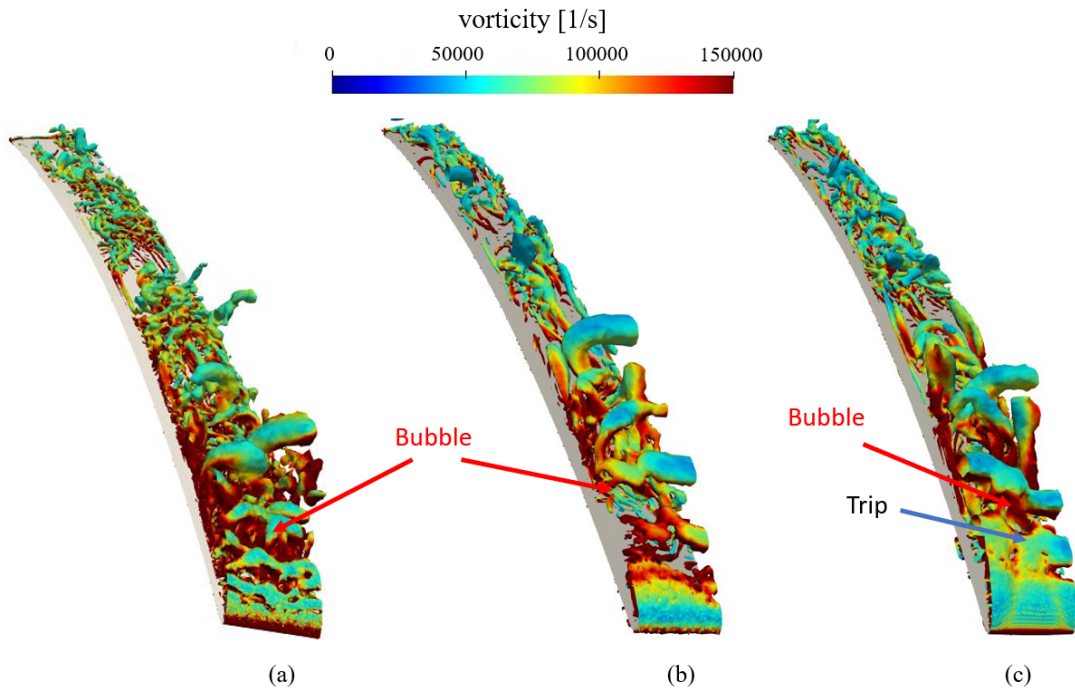 vorticity [1/s]
0 50000 100000 150000
Bubble
Bubble
Trip
(a) (b) (c)